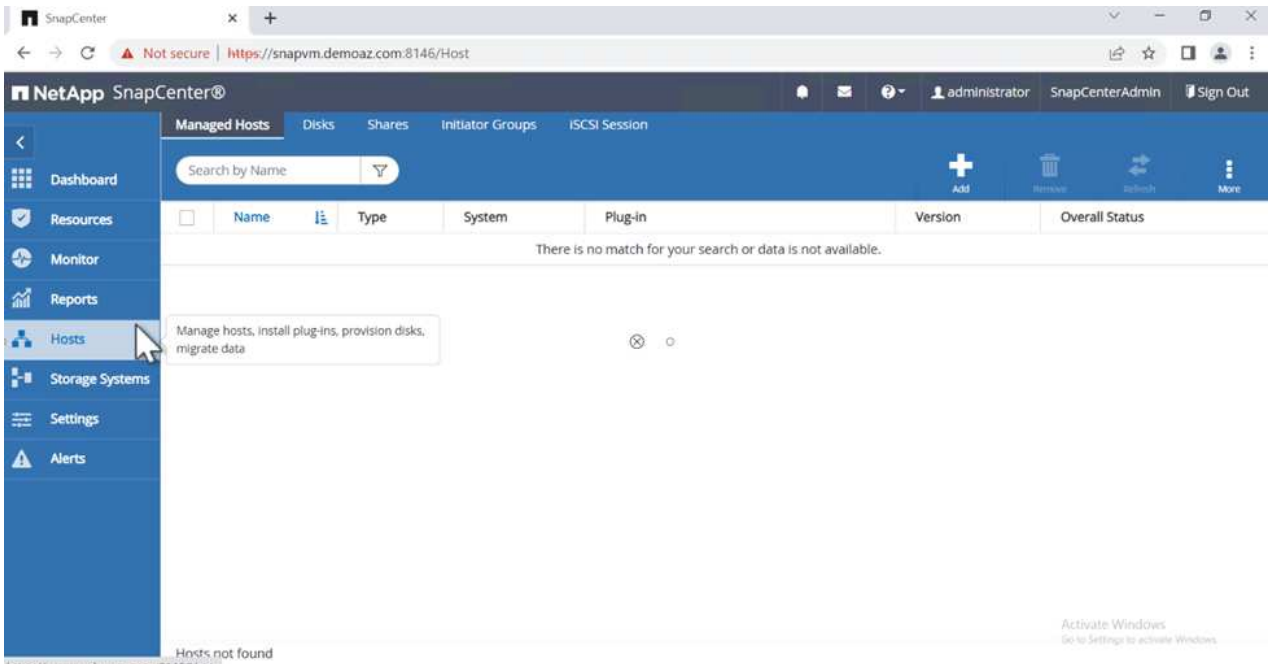 SnapCenter
Not secure | https://snapvm.demoaz.com:8146/Host
NetApp SnapCenter®
administrator
SnapCenterAdmin
Sign Out
Managed Hosts Disks Shares Initiator Groups iSCSI Session
Search by Name
Add
Remove
Refresh
More
Dashboard
Resources
Monitor
Reports
Hosts
Storage Systems
Settings
Alerts
Name Type System Plug-in Version Overall Status
There is no match for your search or data is not available.
Manage hosts, install plug-ins, provision disks,
migrate data
Activate Windows
Go to Settings to activate Windows.
Hosts not found